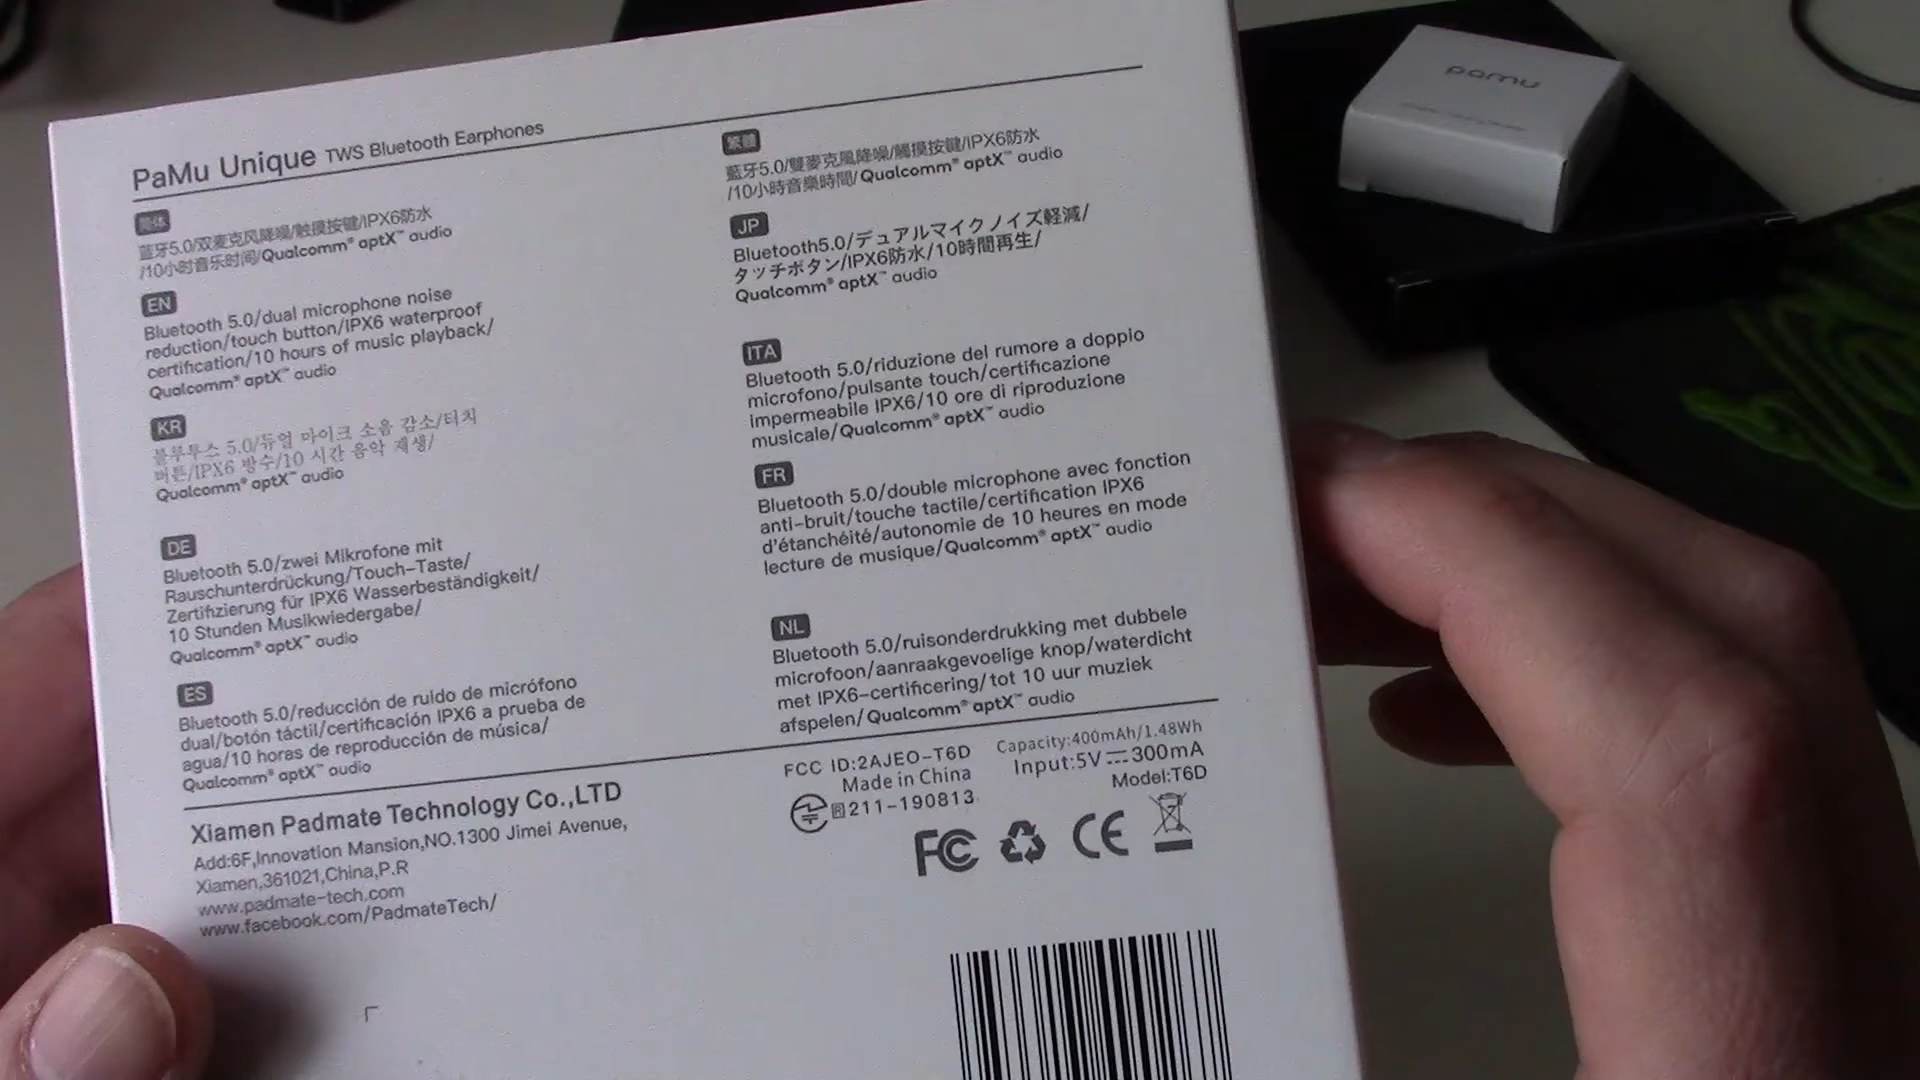 PaMu Unique TWS Bluetooth Earphones
简体
蓝牙5.0/双麦克风降噪/触摸按键/IPX6防水
/10小时音乐时间/Qualcomm® aptX™ audio
EN
Bluetooth 5.0/dual microphone noise
reduction/touch button/IPX6 waterproof
certification/10 hours of music playback/
Qualcomm® aptX™ audio
KR
블루투스 5.0/듀얼 마이크 소음 감소/터치
버튼/IPX6 방수/10 시간 음악 재생/
Qualcomm® aptX™ audio
DE
Bluetooth 5.0/zwei Mikrofone mit
Rauschunterdrückung/Touch-Taste/
Zertifizierung für IPX6 Wasserbeständigkeit/
10 Stunden Musikwiedergabe/
Qualcomm® aptX™ audio
ES
Bluetooth 5.0/reducción de ruido de micrófono
dual/botón táctil/certificación IPX6 a prueba de
agua/10 horas de reproducción de música/
Qualcomm® aptX™ audio
繁體
藍牙5.0/雙麥克風降噪/觸摸按鍵/IPX6防水
/10小時音樂時間/Qualcomm® aptX™ audio
JP
Bluetooth5.0/デュアルマイクノイズ軽減/
タッチボタン/IPX6防水/10時間再生/
Qualcomm® aptX™ audio
ITA
Bluetooth 5.0/riduzione del rumore a doppio
microfono/pulsante touch/certificazione
impermeabile IPX6/10 ore di riproduzione
musicale/Qualcomm® aptX™ audio
FR
Bluetooth 5.0/double microphone avec fonction
anti-bruit/touche tactile/certification IPX6
d'étanchéité/autonomie de 10 heures en mode
lecture de musique/Qualcomm® aptX™ audio
NL
Bluetooth 5.0/ruisonderdrukking met dubbele
microfoon/aanraakgevoelige knop/waterdicht
met IPX6-certificering/tot 10 uur muziek
afspelen/Qualcomm® aptX™ audio
Xiamen Padmate Technology Co.,LTD
Add:6F,Innovation Mansion,NO.1300 Jimei Avenue,
Xiamen,361021,China,P.R
www.padmate-tech.com
www.facebook.com/PadmateTech/
FCC ID:2AJEO-T6D
Made in China
R 211-190813
Capacity:400mAh/1.48Wh
Input:5V⎓300mA
Model:T6D
FC CE
pamu